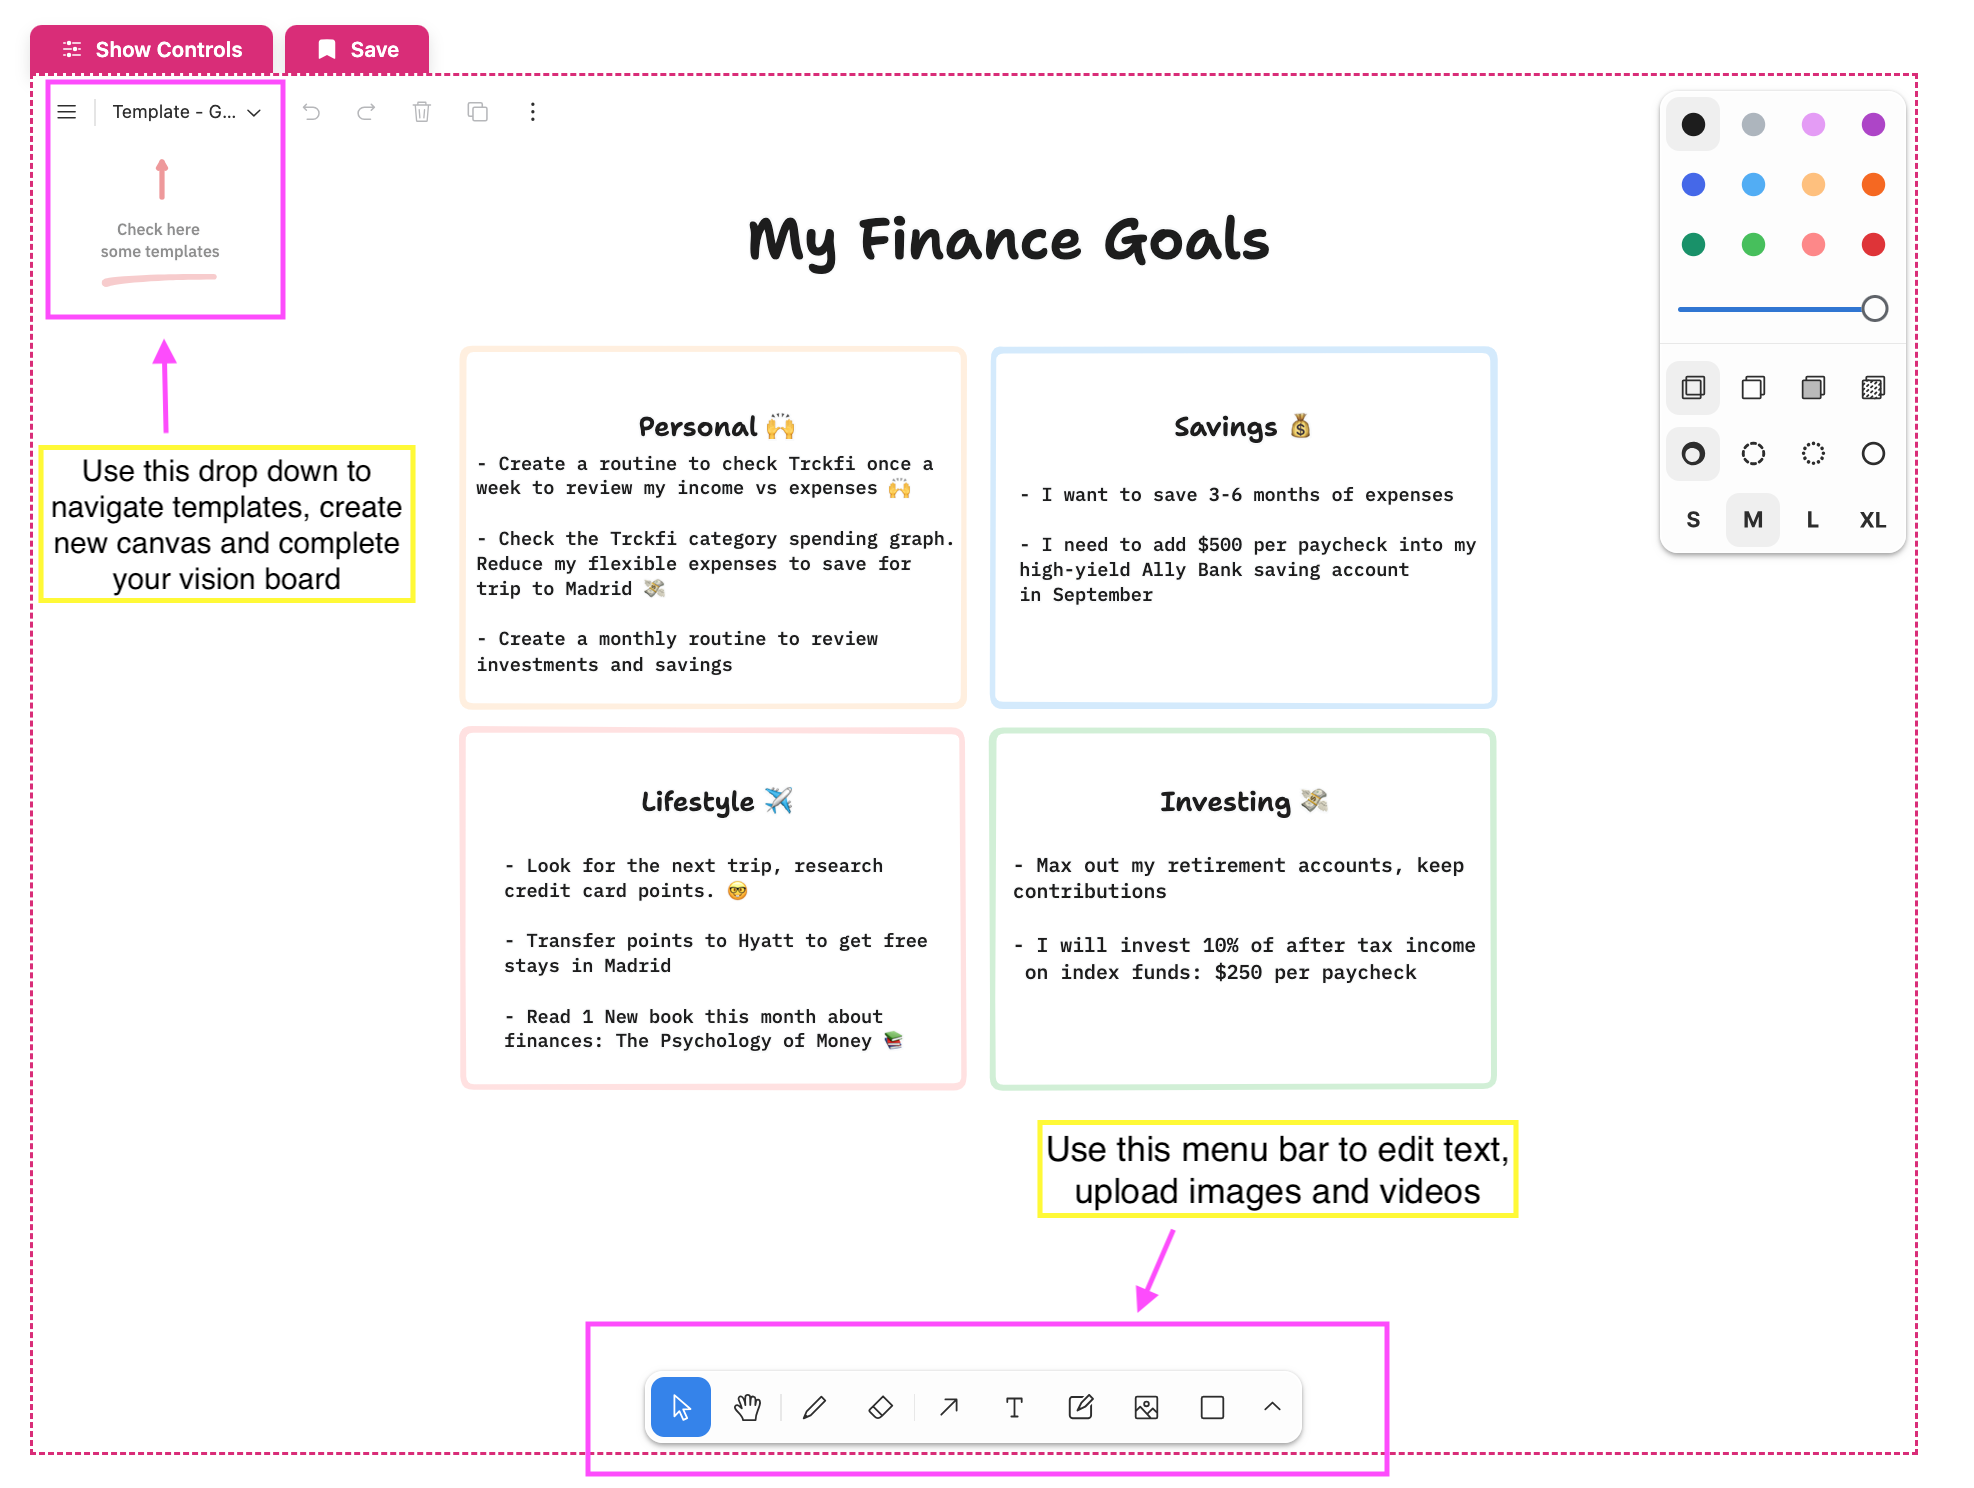 Show Controls
Save
Template - G...
Check here
some templates
Use this drop down to
navigate templates, create
new canvas and complete
your vision board
My Finance Goals
Personal 🙌
- Create a routine to check Trckfi once a
week to review my income vs expenses 🙌
- Check the Trckfi category spending graph.
Reduce my flexible expenses to save for
trip to Madrid 💸
- Create a monthly routine to review
investments and savings
Savings 💰
- I want to save 3-6 months of expenses
- I need to add $500 per paycheck into my
high-yield Ally Bank saving account
in September
Lifestyle ✈️
- Look for the next trip, research
credit card points. 🤓
- Transfer points to Hyatt to get free
stays in Madrid
- Read 1 New book this month about
finances: The Psychology of Money 📚
Investing 💸
- Max out my retirement accounts, keep
contributions
- I will invest 10% of after tax income
on index funds: $250 per paycheck
S M L XL
Use this menu bar to edit text,
upload images and videos